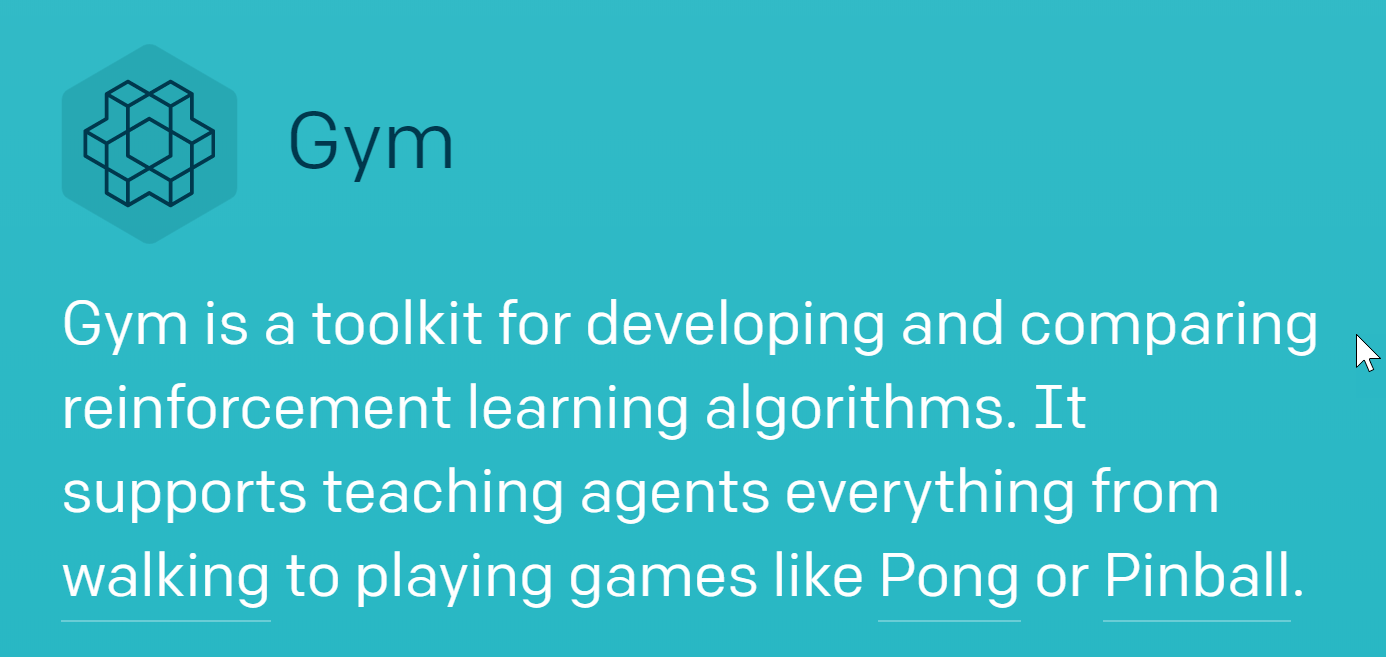 Gym
Gym is a toolkit for developing and comparing
reinforcement learning algorithms. It
supports teaching agents everything from
walking to playing games like Pong or Pinball.